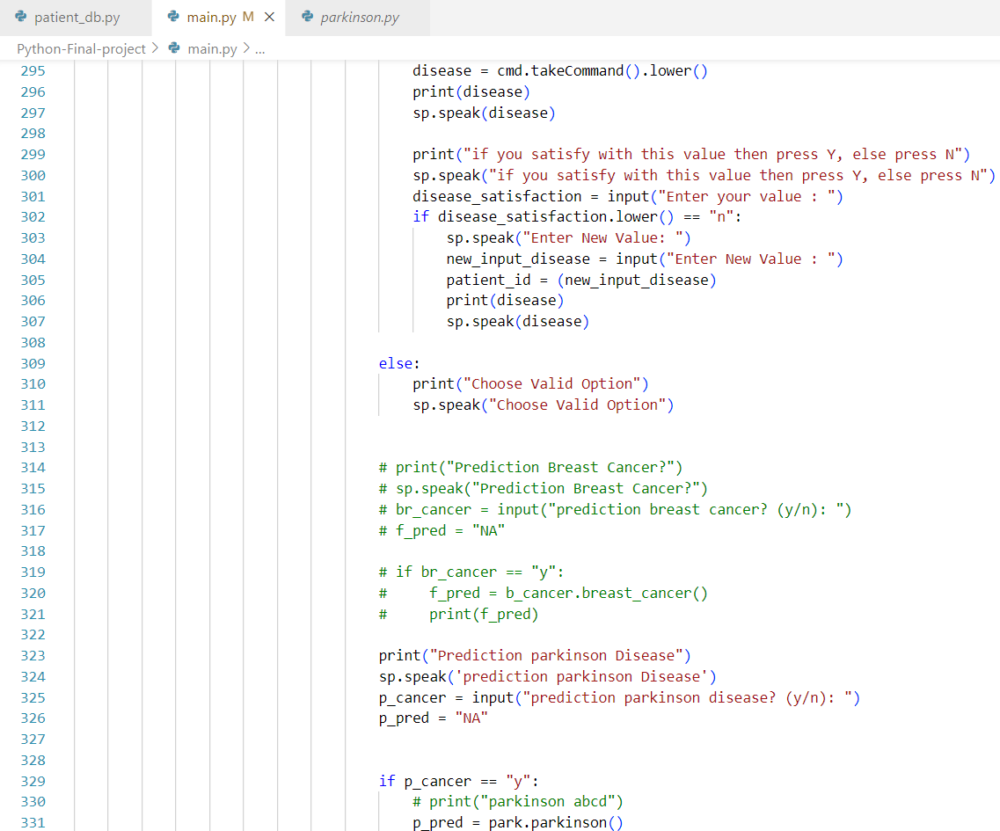 patient_db.py main.py M × parkinson.py
Python-Final-project > main.py > ...
295 disease = cmd.takeCommand().lower()
296 print(disease)
297 sp.speak(disease)
298
299 print("if you satisfy with this value then press Y, else press N")
300 sp.speak("if you satisfy with this value then press Y, else press N")
301 disease_satisfaction = input("Enter your value : ")
302 if disease_satisfaction.lower() == "n":
303 sp.speak("Enter New Value: ")
304 new_input_disease = input("Enter New Value : ")
305 patient_id = (new_input_disease)
306 print(disease)
307 sp.speak(disease)
308
309 else:
310 print("Choose Valid Option")
311 sp.speak("Choose Valid Option")
312
313
314 # print("Prediction Breast Cancer?")
315 # sp.speak("Prediction Breast Cancer?")
316 # br_cancer = input("prediction breast cancer? (y/n): ")
317 # f_pred = "NA"
318
319 # if br_cancer == "y":
320 #     f_pred = b_cancer.breast_cancer()
321 #     print(f_pred)
322
323 print("Prediction parkinson Disease")
324 sp.speak('prediction parkinson Disease')
325 p_cancer = input("prediction parkinson disease? (y/n): ")
326 p_pred = "NA"
327
328
329 if p_cancer == "y":
330 # print("parkinson abcd")
331 p_pred = park.parkinson()